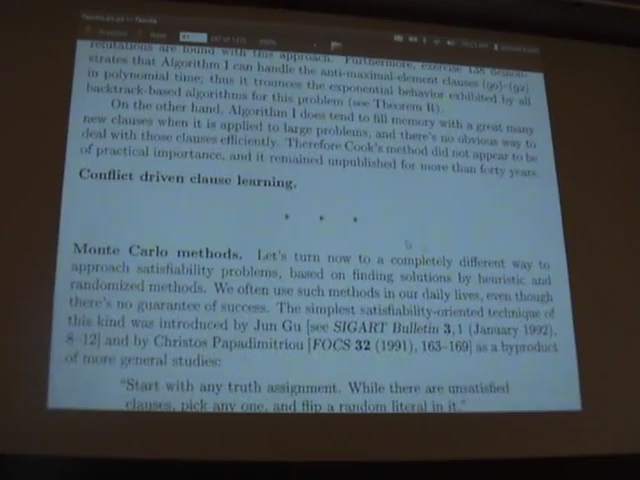 refutations are found with this approach. Furthermore, exercise 138 demon-
strates that Algorithm I can handle the anti-maximal-element clauses (99)–(92)
in polynomial time; thus it trounces the exponential behavior exhibited by all
backtrack-based algorithms for this problem (see Theorem R).
On the other hand, Algorithm I does tend to fill memory with a great many
new clauses when it is applied to large problems, and there's no obvious way to
deal with those clauses efficiently. Therefore Cook's method did not appear to be
of practical importance, and it remained unpublished for more than forty years.
Conflict driven clause learning.
* * *
Monte Carlo methods. Let's turn now to a completely different way to
approach satisfiability problems, based on finding solutions by heuristic and
randomized methods. We often use such methods in our daily lives, even though
there's no guarantee of success. The simplest satisfiability-oriented technique of
this kind was introduced by Jun Gu [see SIGART Bulletin 3,1 (January 1992),
8–12] and by Christos Papadimitriou [FOCS 32 (1991), 163–169] as a byproduct
of more general studies:
"Start with any truth assignment. While there are unsatisfied
clauses, pick any one, and flip a random literal in it."